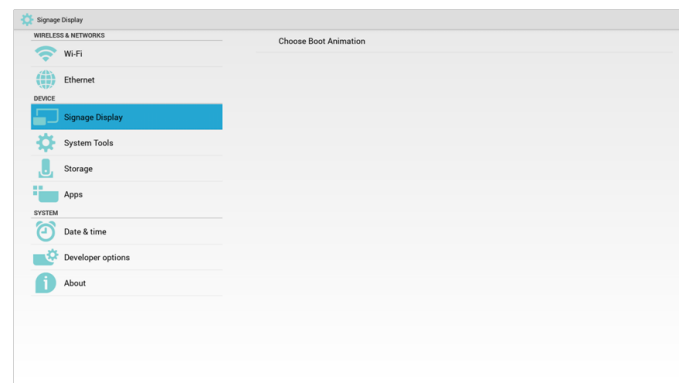 Signage Display
WIRELESS & NETWORKS
Wi-Fi
Ethernet
DEVICE
Signage Display
System Tools
Storage
Apps
SYSTEM
Date & time
Developer options
About
Choose Boot Animation